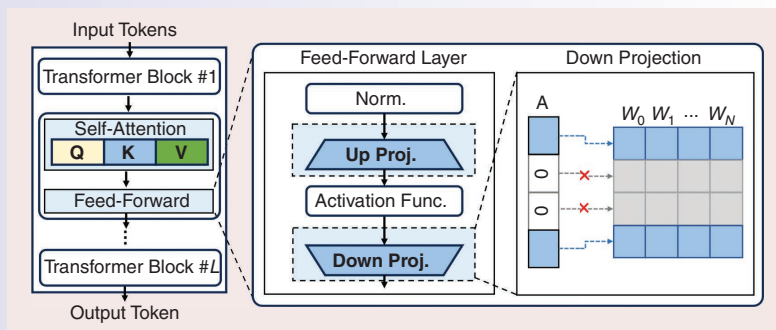 Input Tokens
Transformer Block #1
Self-Attention
Q K V
Feed-Forward
Transformer Block #L
Output Token
Feed-Forward Layer
Norm.
Up Proj.
Activation Func.
Down Proj.
Down Projection
A
W0 W1 ... WN
0
0